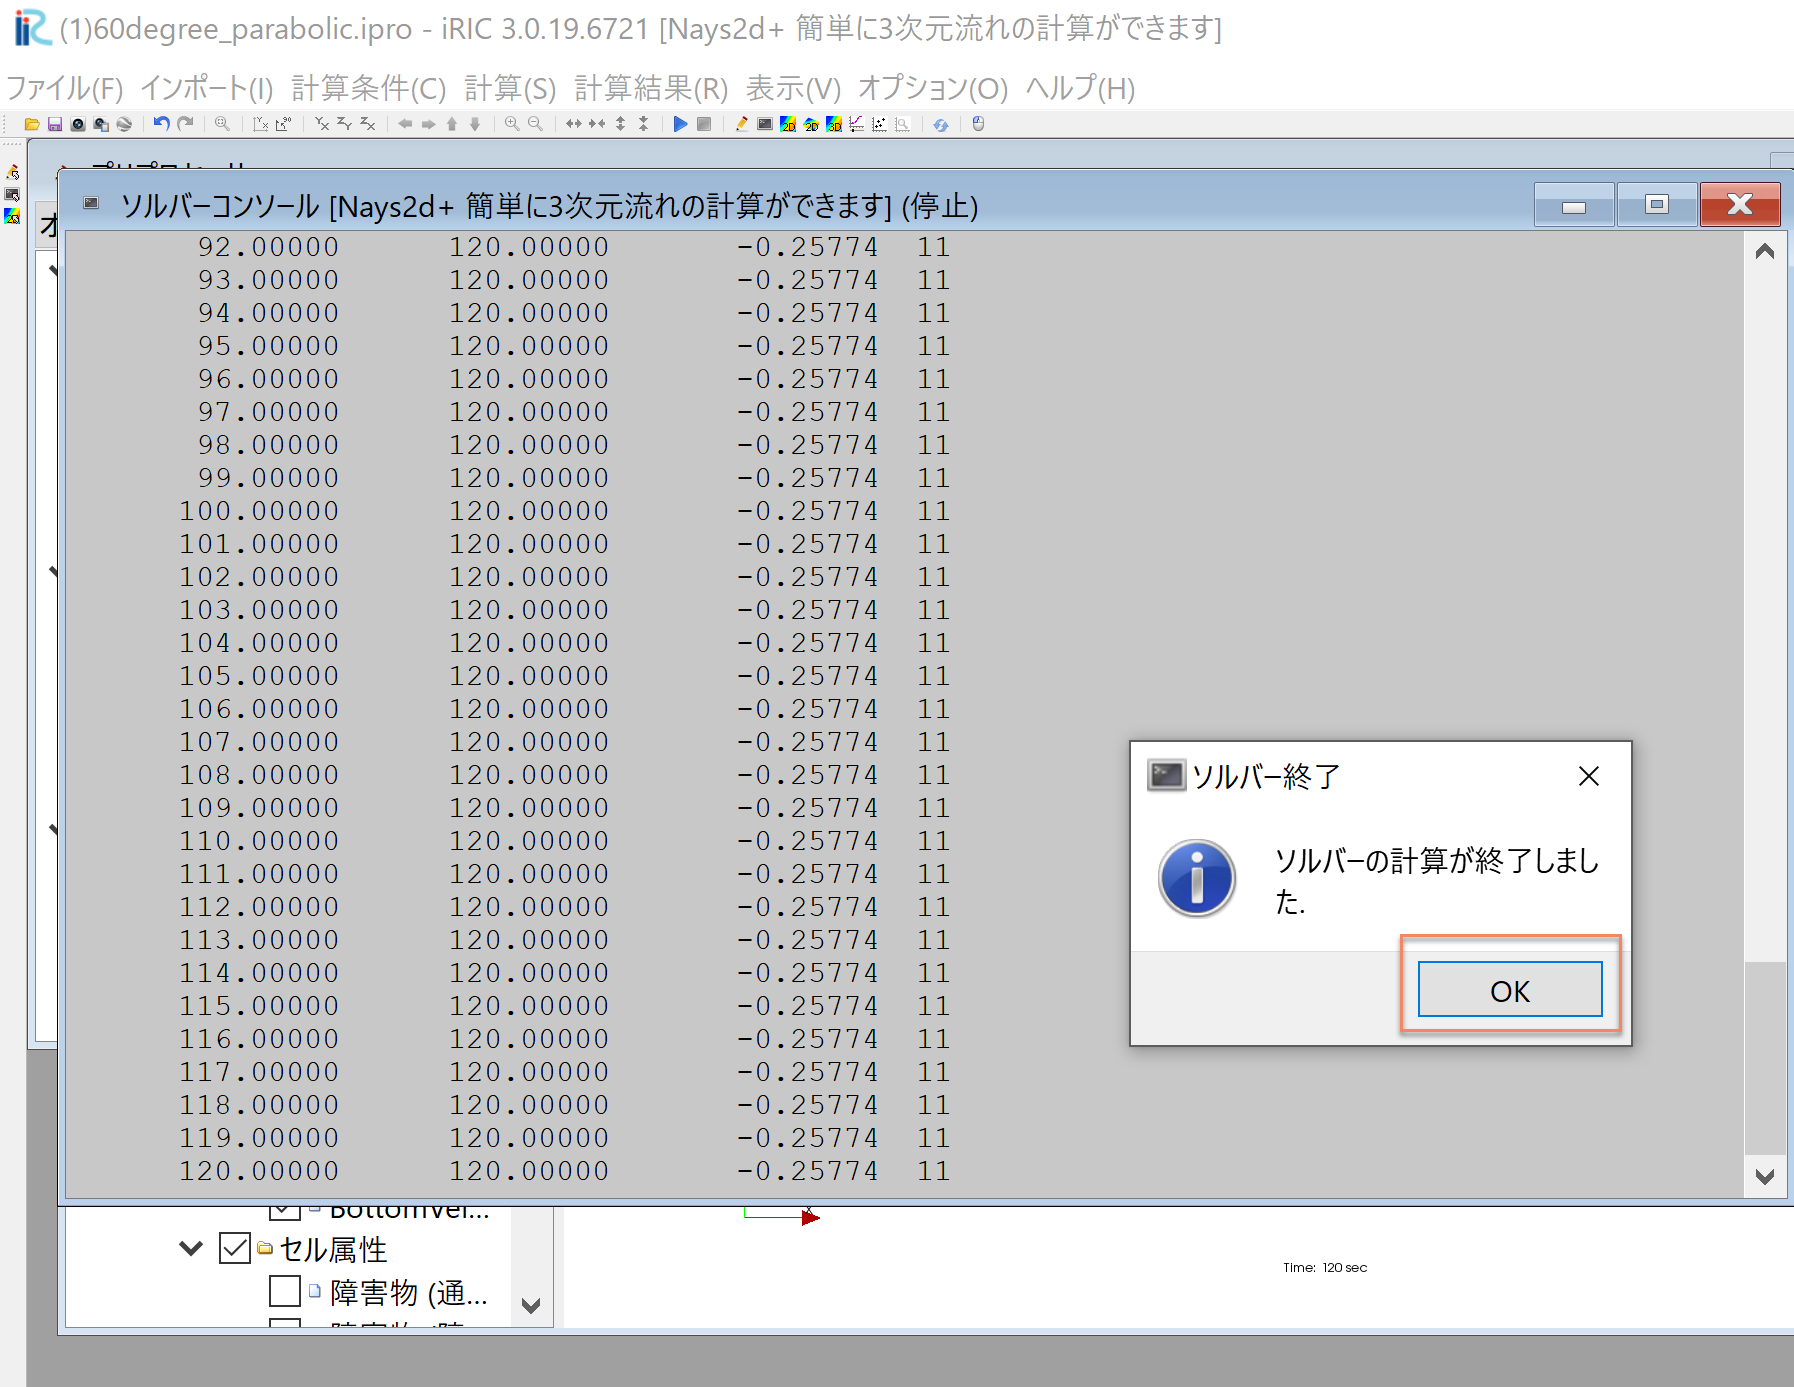 (1)60degree_parabolic.ipro - iRIC 3.0.19.6721 [Nays2d+ 簡単に3次元流れの計算ができます]
ファイル(F) インポート(I) 計算条件(C) 計算(S) 計算結果(R) 表示(V) オプション(O) ヘルプ(H)
ソルバーコンソール [Nays2d+ 簡単に3次元流れの計算ができます] (停止)
92.00000 120.00000 -0.25774 11
93.00000 120.00000 -0.25774 11
94.00000 120.00000 -0.25774 11
95.00000 120.00000 -0.25774 11
96.00000 120.00000 -0.25774 11
97.00000 120.00000 -0.25774 11
98.00000 120.00000 -0.25774 11
99.00000 120.00000 -0.25774 11
100.00000 120.00000 -0.25774 11
101.00000 120.00000 -0.25774 11
102.00000 120.00000 -0.25774 11
103.00000 120.00000 -0.25774 11
104.00000 120.00000 -0.25774 11
105.00000 120.00000 -0.25774 11
106.00000 120.00000 -0.25774 11
107.00000 120.00000 -0.25774 11
108.00000 120.00000 -0.25774 11
109.00000 120.00000 -0.25774 11
110.00000 120.00000 -0.25774 11
111.00000 120.00000 -0.25774 11
112.00000 120.00000 -0.25774 11
113.00000 120.00000 -0.25774 11
114.00000 120.00000 -0.25774 11
115.00000 120.00000 -0.25774 11
116.00000 120.00000 -0.25774 11
117.00000 120.00000 -0.25774 11
118.00000 120.00000 -0.25774 11
119.00000 120.00000 -0.25774 11
120.00000 120.00000 -0.25774 11
ソルバー終了
ソルバーの計算が終了しまし
た.
OK
BottomVel...
セル属性
障害物 (通...
Time: 120 sec